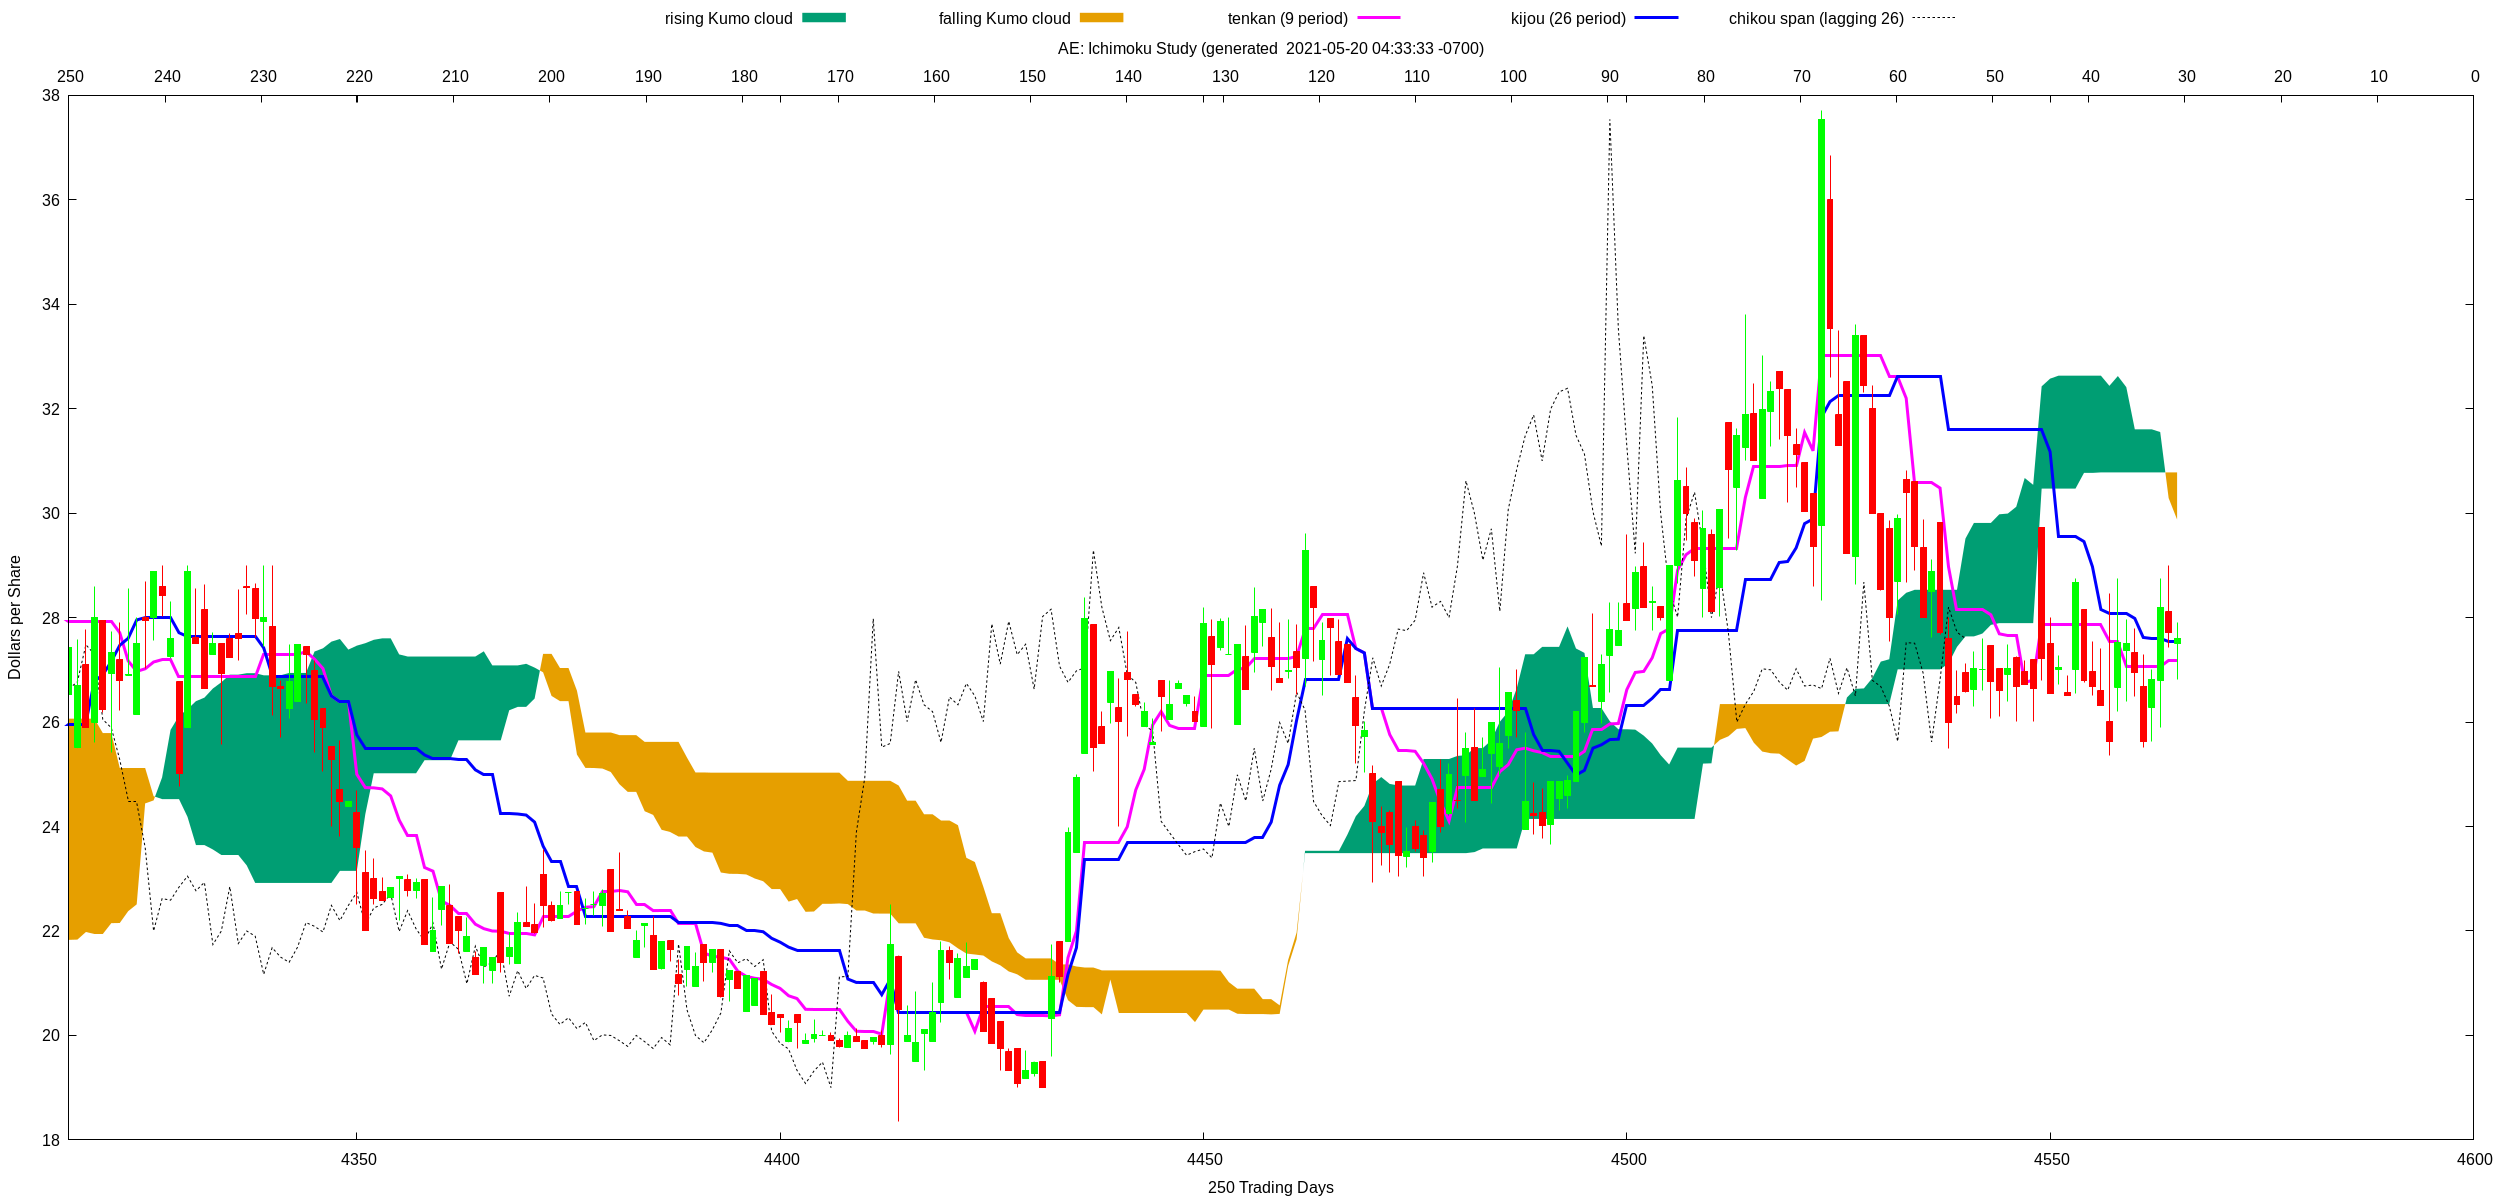 rising Kumo cloud falling Kumo cloud tenkan (9 period) kijou (26 period) chikou span (lagging 26)
AE: Ichimoku Study (generated  2021-05-20 04:33:33 -0700)
250 240 230 220 210 200 190 180 170 160 150 140 130 120 110 100 90 80 70 60 50 40 30 20 10 0
38
36
34
32
30
28
26
24
22
20
18
Dollars per Share
4350 4400 4450 4500 4550 4600
250 Trading Days